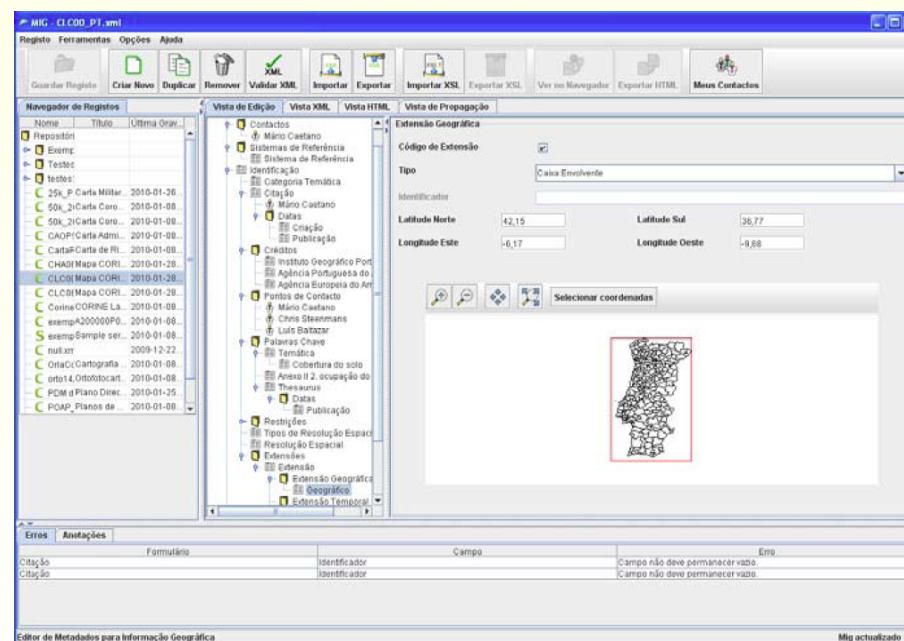 MIG - CLC00_PT.xml
Registo Ferramentas Opções Ajuda
Guardar Registo Criar Novo Duplicar Remover Validar XML Importar Exportar Importar XSL Exportar XSL Ver no Navegador Exportar HTML Meus Contactos
Navegador de Registos
Nome Título Última Grav...
Repositóri
Exemp
Testes
testes:
25k_P Carta Militar... 2010-01-26...
50k_2 Carta Coro... 2010-01-08...
50k_2 Carta Coro... 2010-01-08...
CAOP Carta Admi... 2010-01-08...
CartaR Carta de Ri... 2010-01-08...
CHAB Mapa CORI... 2010-01-28...
CLC0 Mapa CORI... 2010-01-28...
CLC0 Mapa CORI... 2010-01-28...
Corine CORINE La... 2010-01-08...
exemp A200000P0... 2010-01-08...
exemp Sample ser... 2010-01-08...
null.xm 2009-12-22...
OrlaCc Cartografia ... 2010-01-08...
orto14. Ortofotocart... 2010-01-08...
PDM d Plano Direc... 2010-01-25...
POAP_ Planos de ... 2010-01-08...
Vista de Edição Vista XML Vista HTML Vista de Propagação
Contactos
Mário Caetano
Sistemas de Referência
Sistema de Referência
Identificação
Categoria Temática
Citação
Mário Caetano
Datas
Criação
Publicação
Créditos
Instituto Geográfico Port
Agência Portuguesa do
Agência Europeia do Am
Pontos de Contacto
Mário Caetano
Chris Steenmans
Luís Baltazar
Palavras Chave
Temática
Cobertura do solo
Anexo II 2. ocupação do
Thesaurus
Datas
Publicação
Restrições
Tipos de Resolução Espaci
Resolução Espacial
Extensões
Extensão
Extensão Geográfica
Geográfico
Extensão Temporal
Extensão Geográfica
Código de Extensão
Tipo Caixa Envolvente
Identificador
Latitude Norte 42,15 Latitude Sul 36,77
Longitude Este -6,17 Longitude Oeste -9,68
Selecionar coordenadas
Erros Anotações
Formulário Campo Erro
Citação Identificador Campo não deve permanecer vazio.
Citação Identificador Campo não deve permanecer vazio.
Editor de Metadados para Informação Geográfica Mig actualizado